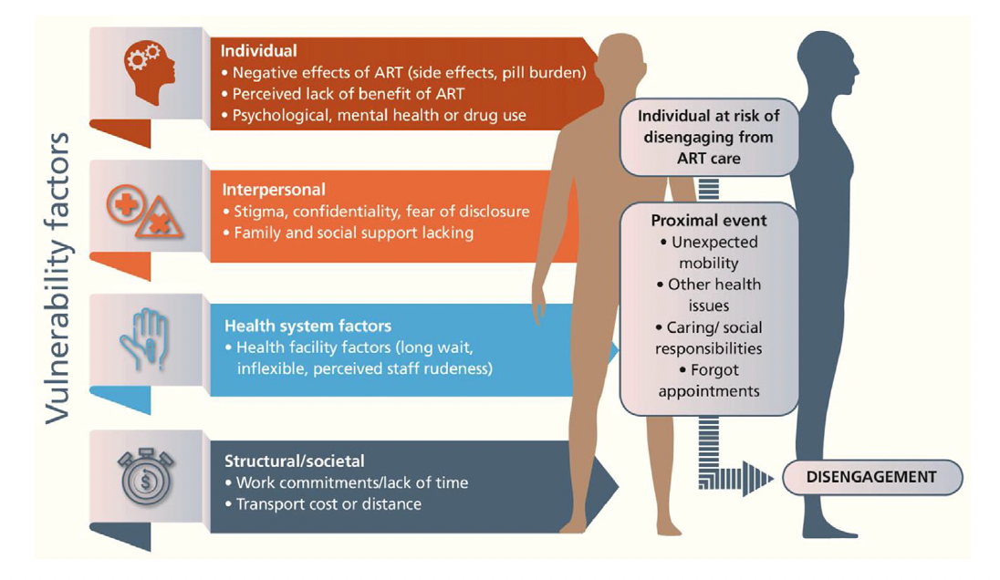 Vulnerability factors
Individual
• Negative effects of ART (side effects, pill burden)
• Perceived lack of benefit of ART
• Psychological, mental health or drug use
Interpersonal
• Stigma, confidentiality, fear of disclosure
• Family and social support lacking
Health system factors
• Health facility factors (long wait,
inflexible, perceived staff rudeness)
Structural/societal
• Work commitments/lack of time
• Transport cost or distance
$
Individual at risk of
disengaging from
ART care
Proximal event
• Unexpected
mobility
• Other health
issues
• Caring/ social
responsibilities
• Forgot
appointments
DISENGAGEMENT